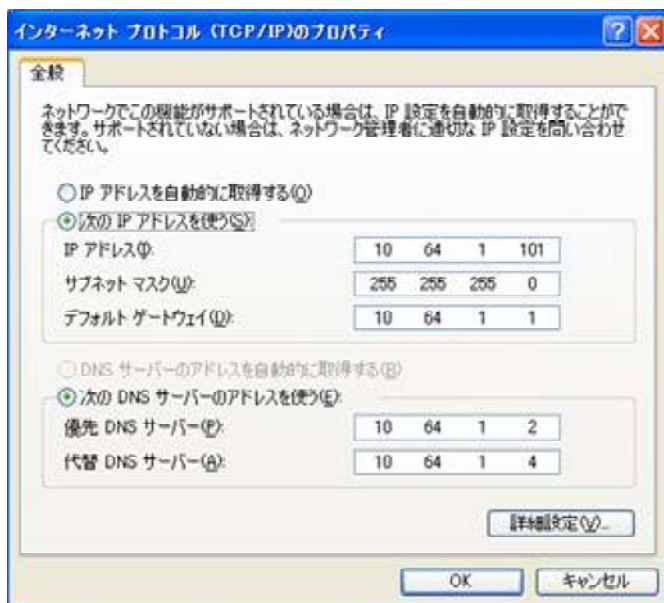 インターネット プロトコル (TCP/IP)のプロパティ
全般
ネットワークでこの機能がサポートされている場合は、IP 設定を自動的に取得することがで
きます。サポートされていない場合は、ネットワーク管理者に適切な IP 設定を問い合わせ
てください。
IP アドレスを自動的に取得する(O)
次の IP アドレスを使う(S):
IP アドレス(I): 10 64 1 101
サブネット マスク(U): 255 255 255 0
デフォルト ゲートウェイ(D): 10 64 1 1
DNS サーバーのアドレスを自動的に取得する(B)
次の DNS サーバーのアドレスを使う(E):
優先 DNS サーバー(P): 10 64 1 2
代替 DNS サーバー(A): 10 64 1 4
詳細設定(V)...
OK キャンセル